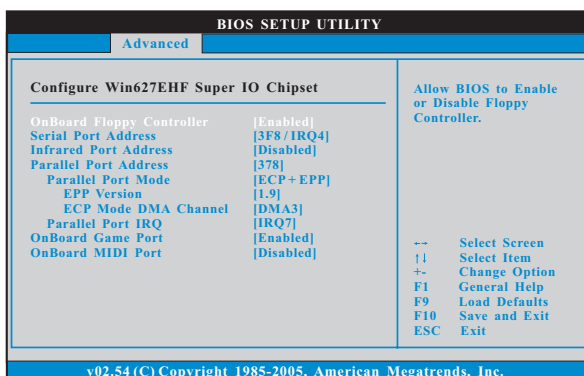 BIOS SETUP UTILITY
Advanced
Configure Win627EHF Super IO Chipset
OnBoard Floppy Controller [Enabled]
Serial Port Address [3F8 / IRQ4]
Infrared Port Address [Disabled]
Parallel Port Address [378]
Parallel Port Mode [ECP + EPP]
EPP Version [1.9]
ECP Mode DMA Channel [DMA3]
Parallel Port IRQ [IRQ7]
OnBoard Game Port [Enabled]
OnBoard MIDI Port [Disabled]
Allow BIOS to Enable
or Disable Floppy
Controller.
←→ Select Screen
↑↓ Select Item
+- Change Option
F1 General Help
F9 Load Defaults
F10 Save and Exit
ESC Exit
v02.54 (C) Copyright 1985-2005, American Megatrends, Inc.